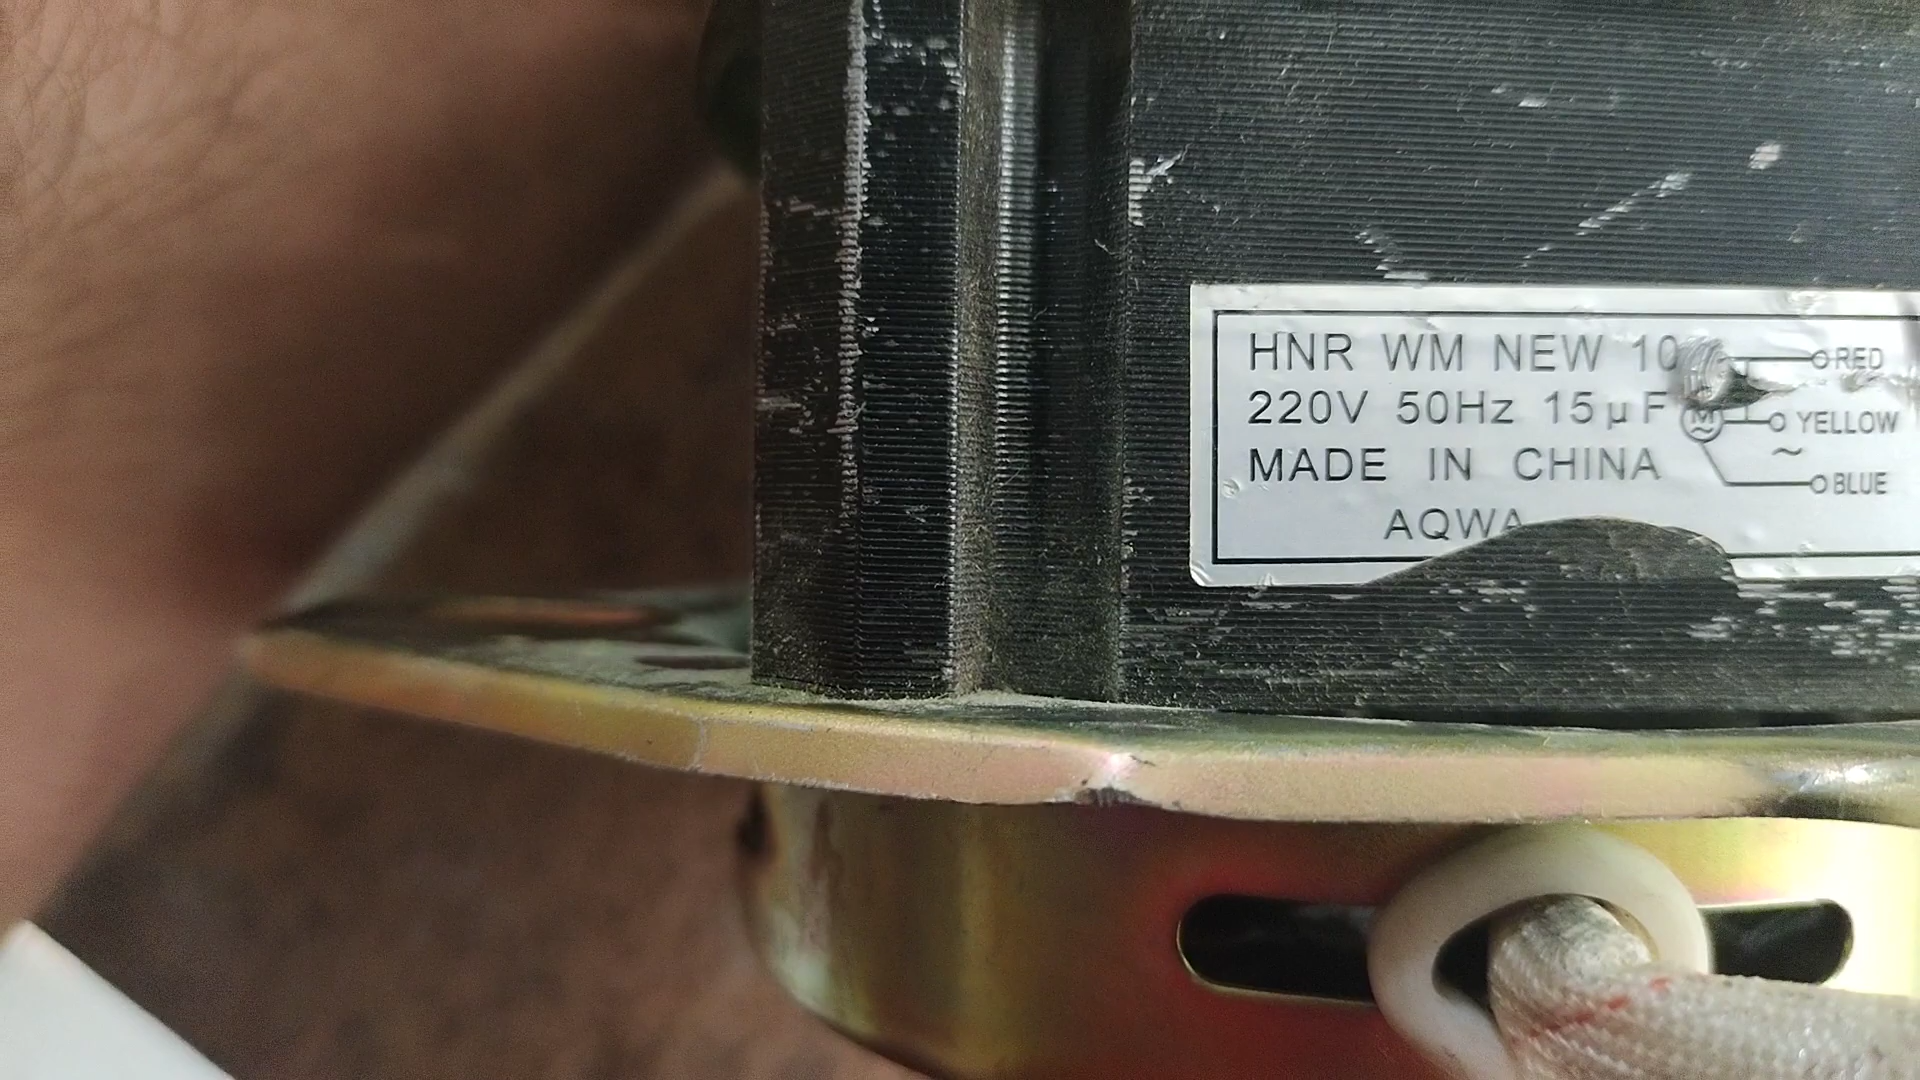 HNR WM NEW 10
220V 50Hz 15µF
MADE IN CHINA
AQWA
M
~
RED
YELLOW
~
BLUE